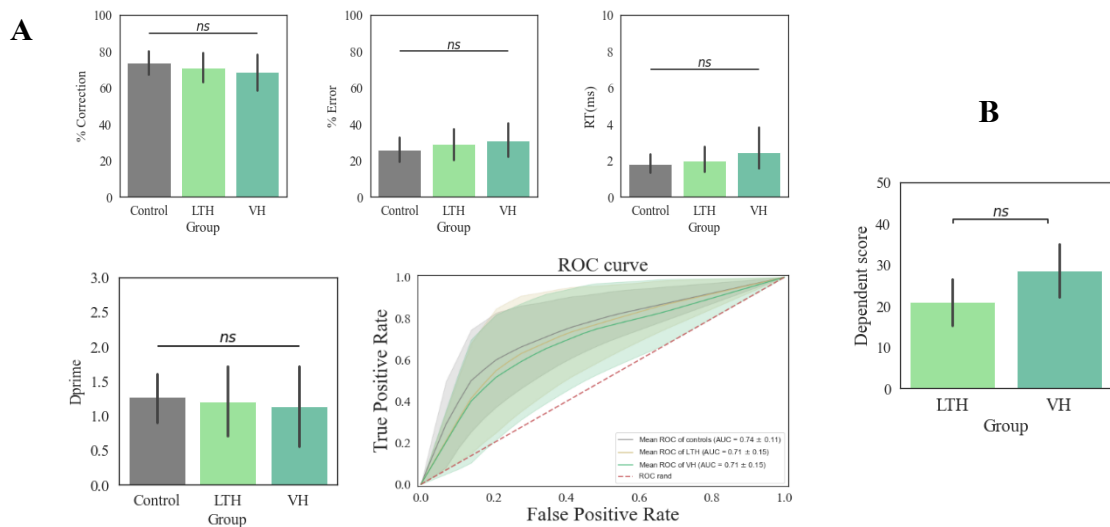 A
ns
100
80
60
40
20
0
% Correction
Control LTH VH
Group
ns
100
80
60
40
20
0
% Error
Control LTH VH
Group
ns
10
8
6
4
2
0
RT(ms)
Control LTH VH
Group
3.0
2.5
2.0
1.5
1.0
0.5
0.0
Dprime
ns
Control LTH VH
Group
ROC curve
1.0
0.8
0.6
0.4
0.2
0.0
True Positive Rate
Mean ROC of controls (AUC = 0.74 ± 0.11)
Mean ROC of LTH (AUC = 0.71 ± 0.15)
Mean ROC of VH (AUC = 0.71 ± 0.15)
ROC rand
0.0 0.2 0.4 0.6 0.8 1.0
False Positive Rate
B
50
40
30
20
10
0
Dependent score
ns
LTH VH
Group